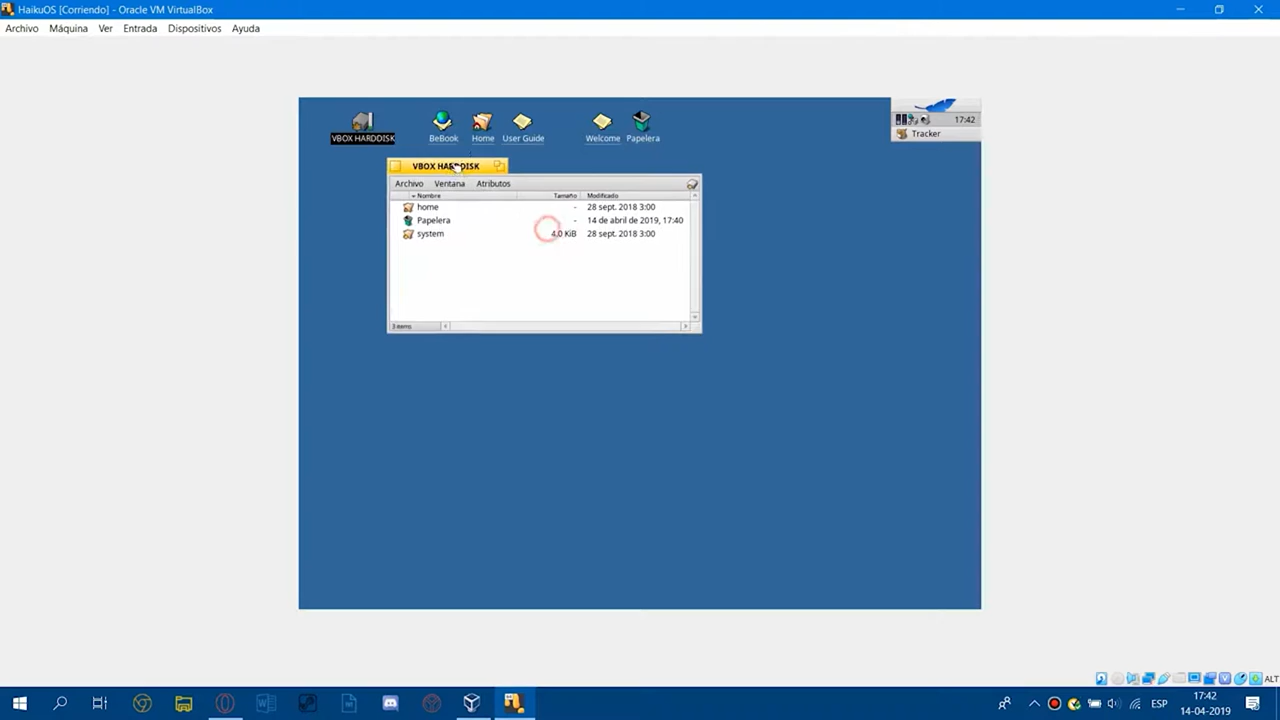 HaikuOS [Corriendo] - Oracle VM VirtualBox
Archivo Máquina Ver Entrada Dispositivos Ayuda
VBOX HARDDISK BeBook Home User Guide Welcome Papelera
17:42
Tracker
VBOX HARDDISK
Archivo Ventana Atributos
Nombre Tamaño Modificado
home - 28 sept. 2018 3:00
Papelera - 14 de abril de 2019, 17:40
system 4.0 KiB 28 sept. 2018 3:00
3 items
ALT
ESP
17:42
14-04-2019